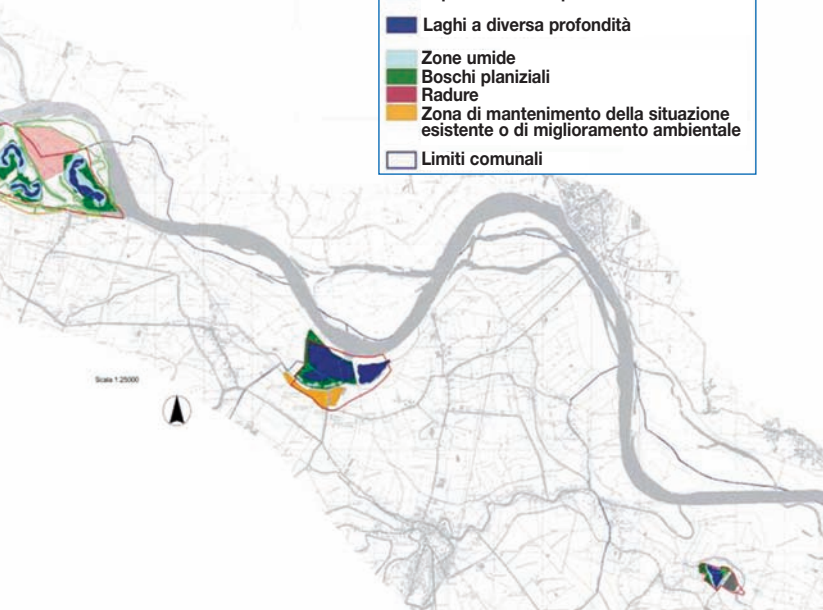 Laghi a diversa profondità
Zone umide
Boschi planiziali
Radure
Zona di mantenimento della situazione
esistente o di miglioramento ambientale
Limiti comunali
Scala 1:25000